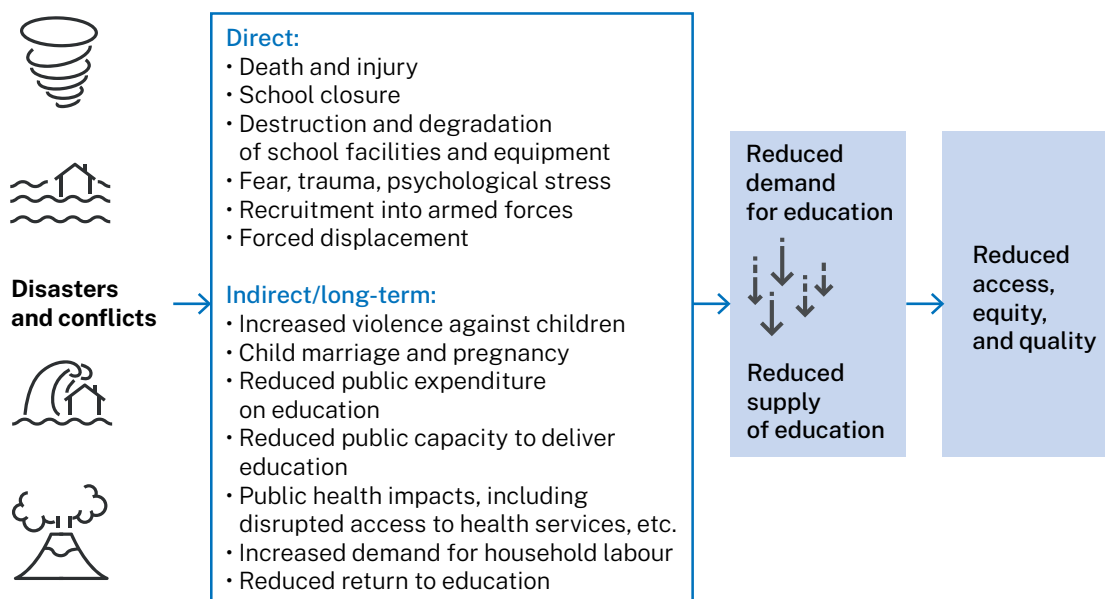 Disasters
and conflicts
Direct:
• Death and injury
• School closure
• Destruction and degradation
of school facilities and equipment
• Fear, trauma, psychological stress
• Recruitment into armed forces
• Forced displacement
Indirect/long-term:
• Increased violence against children
• Child marriage and pregnancy
• Reduced public expenditure
on education
• Reduced public capacity to deliver
education
• Public health impacts, including
disrupted access to health services, etc.
• Increased demand for household labour
• Reduced return to education
Reduced
demand
for education
Reduced
supply
of education
Reduced
access,
equity,
and quality